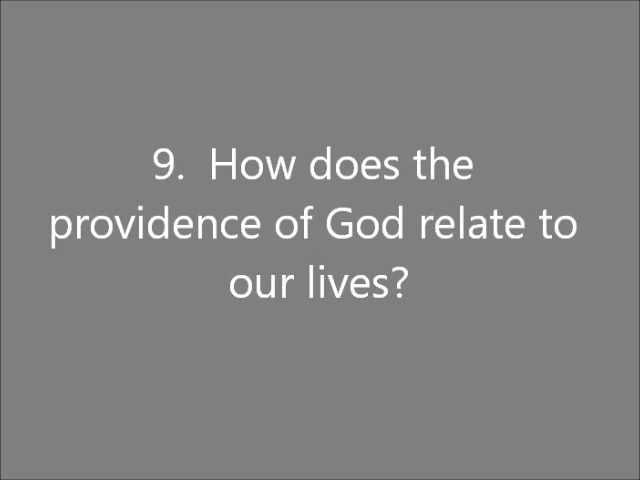 9.  How does the
providence of God relate to
our lives?